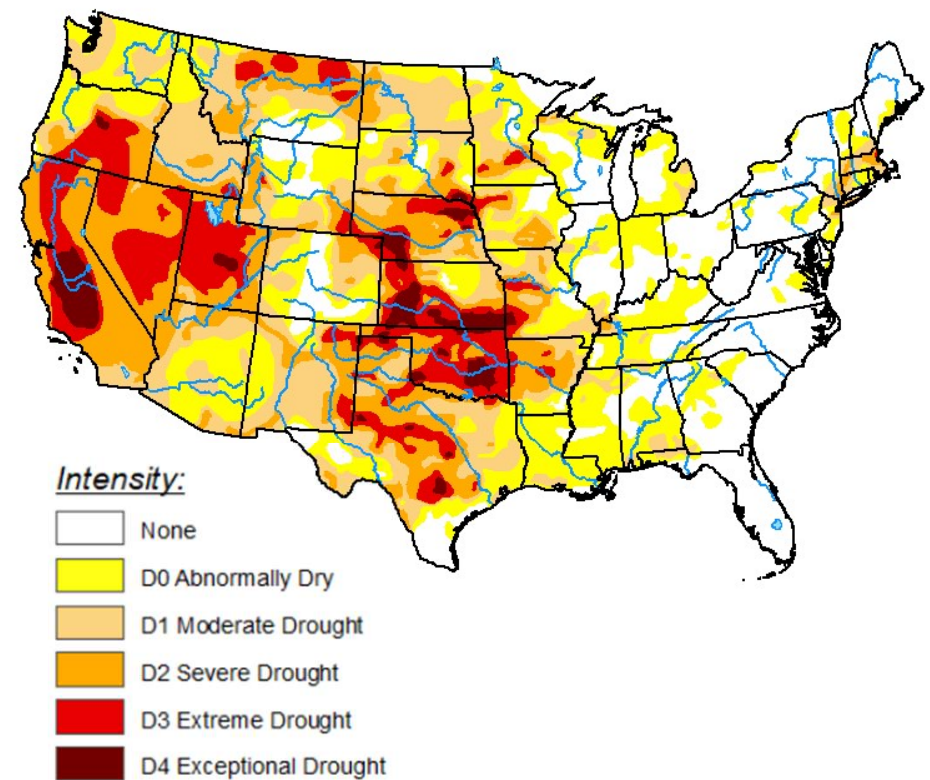 Intensity:
None
D0 Abnormally Dry
D1 Moderate Drought
D2 Severe Drought
D3 Extreme Drought
D4 Exceptional Drought